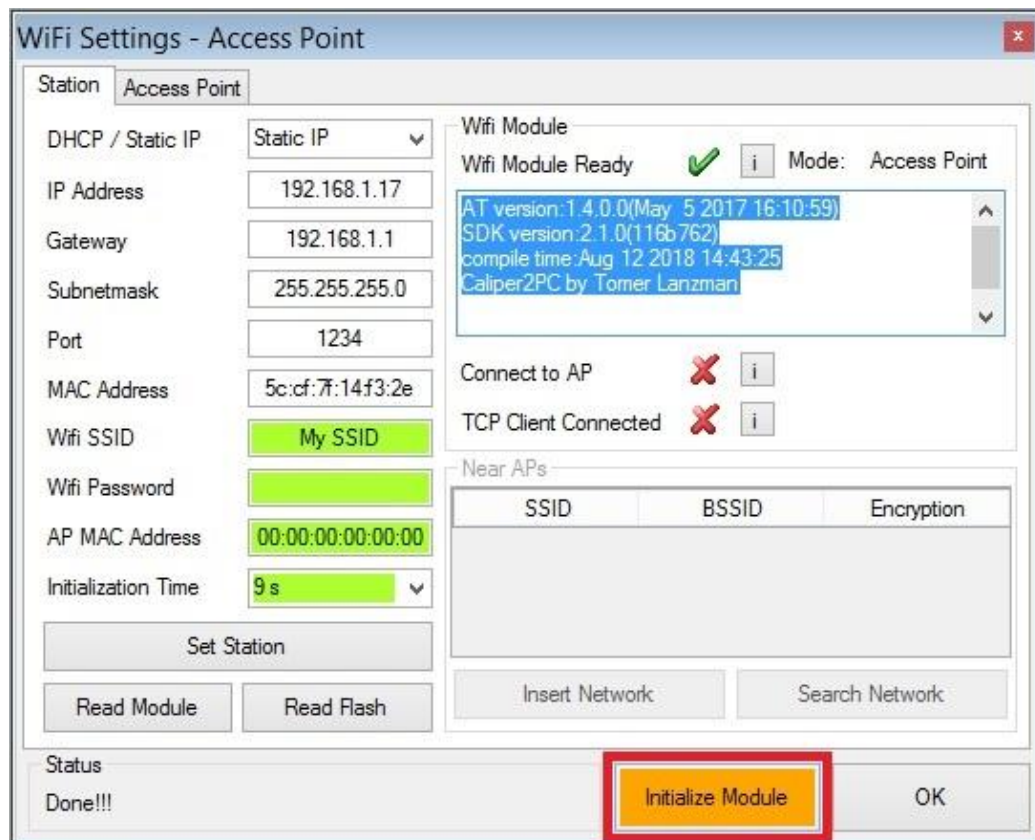 WiFi Settings - Access Point
x
Station
Access Point
DHCP / Static IP
Static IP
IP Address
192.168.1.17
Gateway
192.168.1.1
Subnetmask
255.255.255.0
Port
1234
MAC Address
5c:cf:7f:14:f3:2e
Wifi SSID
My SSID
Wifi Password
AP MAC Address
00:00:00:00:00:00
Initialization Time
9 s
Set Station
Read Module
Read Flash
Wifi Module
Wifi Module Ready
i
Mode:
Access Point
AT version:1.4.0.0(May 5 2017 16:10:59)
SDK version:2.1.0(116b762)
compile time:Aug 12 2018 14:43:25
Caliper2PC by Tomer Lanzman
Connect to AP
i
TCP Client Connected
i
Near APs
SSID
BSSID
Encryption
Insert Network
Search Network
Status
Done!!!
Initialize Module
OK